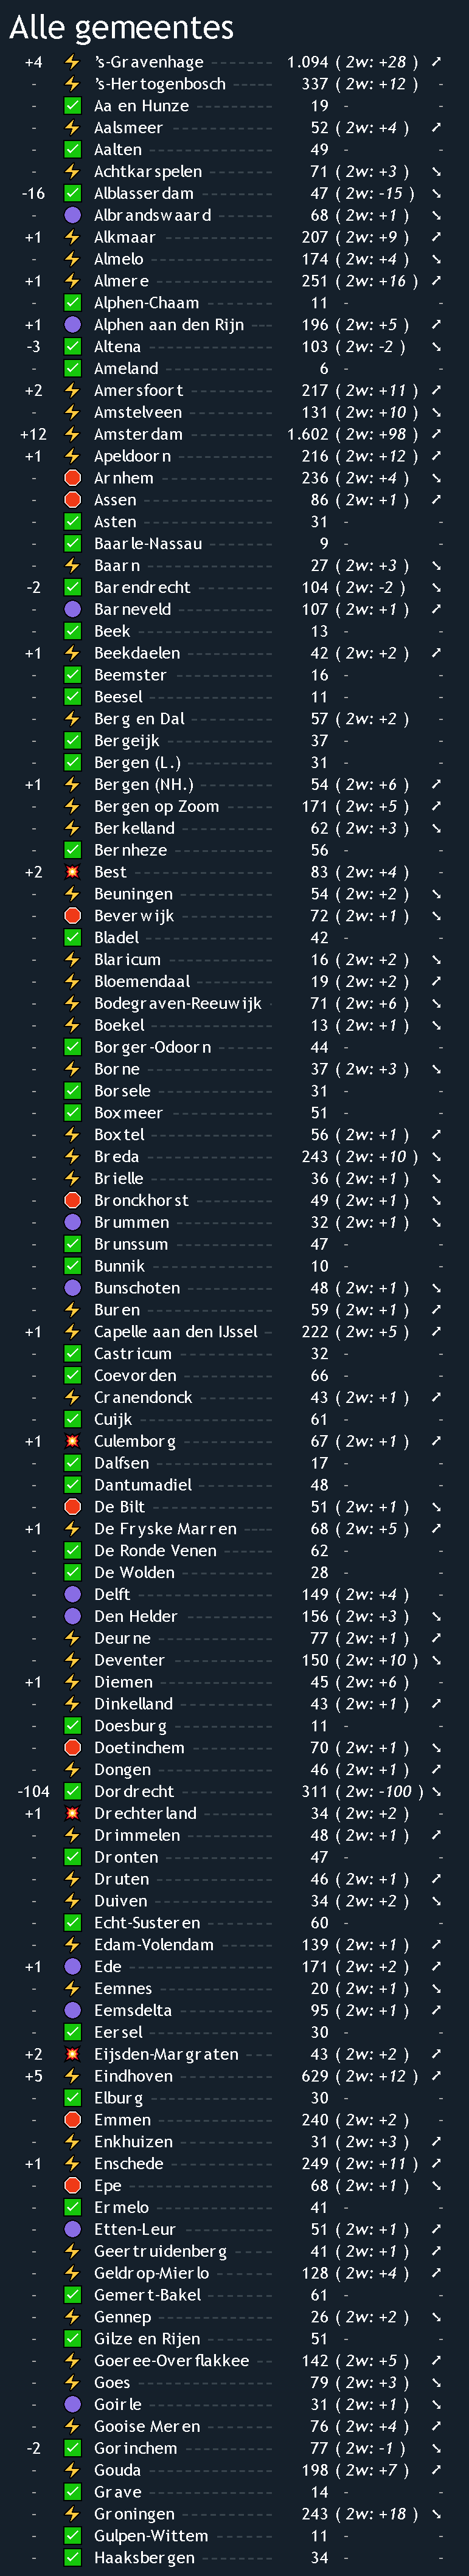 Alle gemeentes
+4 's-Gravenhage 1.094 ( 2w: +28 )
- 's-Hertogenbosch 337 ( 2w: +12 ) -
- Aa en Hunze 19 - -
- Aalsmeer 52 ( 2w: +4 )
- Aalten 49 - -
- Achtkarspelen 71 ( 2w: +3 )
-16 Alblasserdam 47 ( 2w: -15 )
- Albrandswaard 68 ( 2w: +1 )
+1 Alkmaar 207 ( 2w: +9 )
- Almelo 174 ( 2w: +4 )
+1 Almere 251 ( 2w: +16 )
- Alphen-Chaam 11 - -
+1 Alphen aan den Rijn 196 ( 2w: +5 )
-3 Altena 103 ( 2w: -2 )
- Ameland 6 - -
+2 Amersfoort 217 ( 2w: +11 )
- Amstelveen 131 ( 2w: +10 )
+12 Amsterdam 1.602 ( 2w: +98 )
+1 Apeldoorn 216 ( 2w: +12 )
- Arnhem 236 ( 2w: +4 )
- Assen 86 ( 2w: +1 )
- Asten 31 - -
- Baarle-Nassau 9 - -
- Baarn 27 ( 2w: +3 )
-2 Barendrecht 104 ( 2w: -2 )
- Barneveld 107 ( 2w: +1 )
- Beek 13 - -
+1 Beekdaelen 42 ( 2w: +2 )
- Beemster 16 - -
- Beesel 11 - -
- Berg en Dal 57 ( 2w: +2 ) -
- Bergeijk 37 - -
- Bergen (L.) 31 - -
+1 Bergen (NH.) 54 ( 2w: +6 )
- Bergen op Zoom 171 ( 2w: +5 )
- Berkelland 62 ( 2w: +3 )
- Bernheze 56 - -
+2 Best 83 ( 2w: +4 ) -
- Beuningen 54 ( 2w: +2 )
- Beverwijk 72 ( 2w: +1 )
- Bladel 42 - -
- Blaricum 16 ( 2w: +2 )
- Bloemendaal 19 ( 2w: +2 )
- Bodegraven-Reeuwijk 71 ( 2w: +6 )
- Boekel 13 ( 2w: +1 )
- Borger-Odoorn 44 - -
- Borne 37 ( 2w: +3 )
- Borsele 31 - -
- Boxmeer 51 - -
- Boxtel 56 ( 2w: +1 )
- Breda 243 ( 2w: +10 )
- Brielle 36 ( 2w: +1 )
- Bronckhorst 49 ( 2w: +1 )
- Brummen 32 ( 2w: +1 )
- Brunssum 47 - -
- Bunnik 10 - -
- Bunschoten 48 ( 2w: +1 )
- Buren 59 ( 2w: +1 )
+1 Capelle aan den IJssel 222 ( 2w: +5 )
- Castricum 32 - -
- Coevorden 66 - -
- Cranendonck 43 ( 2w: +1 )
- Cuijk 61 - -
+1 Culemborg 67 ( 2w: +1 )
- Dalfsen 17 - -
- Dantumadiel 48 - -
- De Bilt 51 ( 2w: +1 )
+1 De Fryske Marren 68 ( 2w: +5 )
- De Ronde Venen 62 - -
- De Wolden 28 - -
- Delft 149 ( 2w: +4 ) -
- Den Helder 156 ( 2w: +3 )
- Deurne 77 ( 2w: +1 )
- Deventer 150 ( 2w: +10 )
+1 Diemen 45 ( 2w: +6 ) -
- Dinkelland 43 ( 2w: +1 )
- Doesburg 11 - -
- Doetinchem 70 ( 2w: +1 )
- Dongen 46 ( 2w: +1 )
-104 Dordrecht 311 ( 2w: -100 )
+1 Drechterland 34 ( 2w: +2 ) -
- Drimmelen 48 ( 2w: +1 )
- Dronten 47 - -
- Druten 46 ( 2w: +1 )
- Duiven 34 ( 2w: +2 )
- Echt-Susteren 60 - -
- Edam-Volendam 139 ( 2w: +1 )
+1 Ede 171 ( 2w: +2 )
- Eemnes 20 ( 2w: +1 )
- Eemsdelta 95 ( 2w: +1 )
- Eersel 30 - -
+2 Eijsden-Margraten 43 ( 2w: +2 )
+5 Eindhoven 629 ( 2w: +12 )
- Elburg 30 - -
- Emmen 240 ( 2w: +2 ) -
- Enkhuizen 31 ( 2w: +3 )
+1 Enschede 249 ( 2w: +11 )
- Epe 68 ( 2w: +1 )
- Ermelo 41 - -
- Etten-Leur 51 ( 2w: +1 )
- Geertruidenberg 41 ( 2w: +1 )
- Geldrop-Mierlo 128 ( 2w: +4 )
- Gemert-Bakel 61 - -
- Gennep 26 ( 2w: +2 )
- Gilze en Rijen 51 - -
- Goeree-Overflakkee 142 ( 2w: +5 )
- Goes 79 ( 2w: +3 )
- Goirle 31 ( 2w: +1 )
- Gooise Meren 76 ( 2w: +4 )
-2 Gorinchem 77 ( 2w: -1 )
- Gouda 198 ( 2w: +7 )
- Grave 14 - -
- Groningen 243 ( 2w: +18 )
- Gulpen-Wittem 11 - -
- Haaksbergen 34 - -